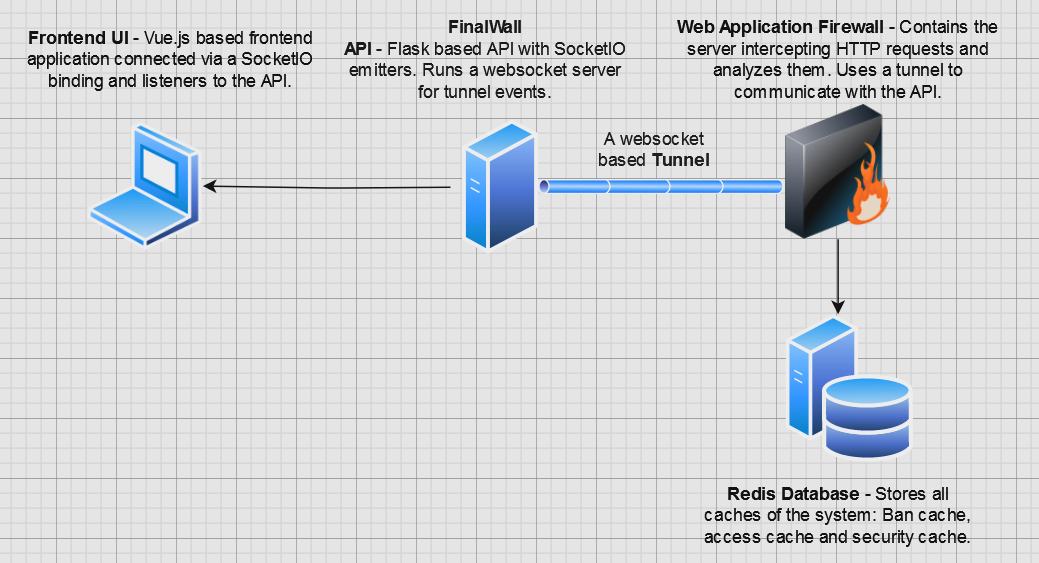 Frontend UI - Vue.js based frontend
application connected via a SocketIO
binding and listeners to the API.
FinalWall
API - Flask based API with SocketIO
emitters. Runs a websocket server
for tunnel events.
Web Application Firewall - Contains the
server intercepting HTTP requests and
analyzes them. Uses a tunnel to
communicate with the API.
A websocket
based Tunnel
Redis Database - Stores all
caches of the system: Ban cache,
access cache and security cache.